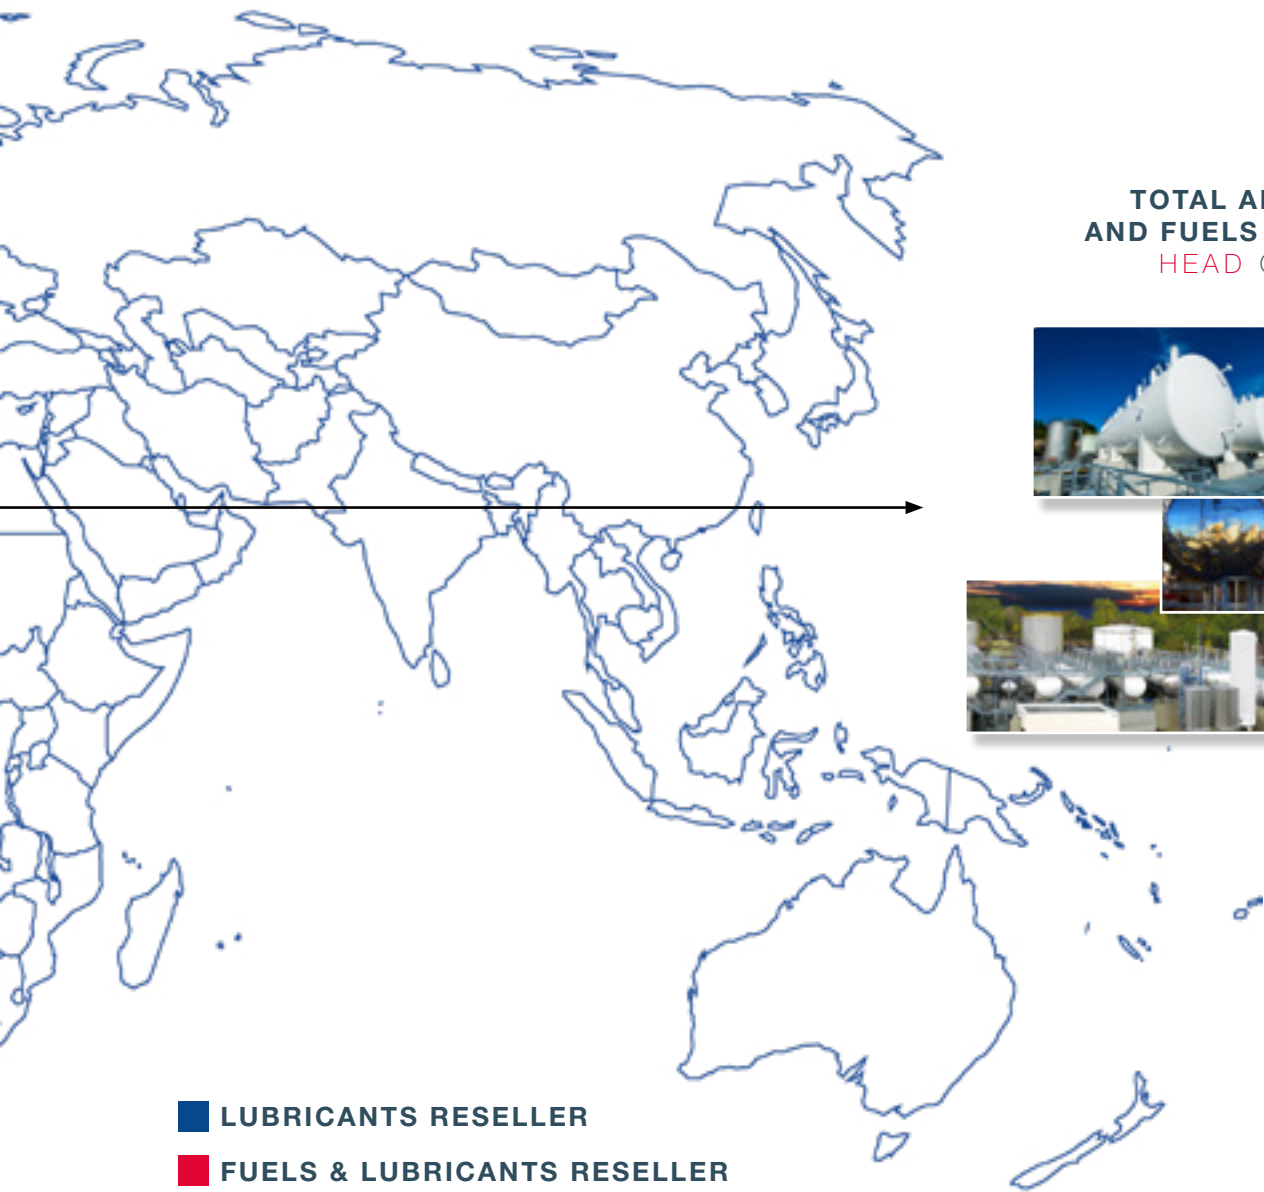 TOTAL
AND FUELS
HEAD
LUBRICANTS RESELLER
FUELS & LUBRICANTS RESELLER